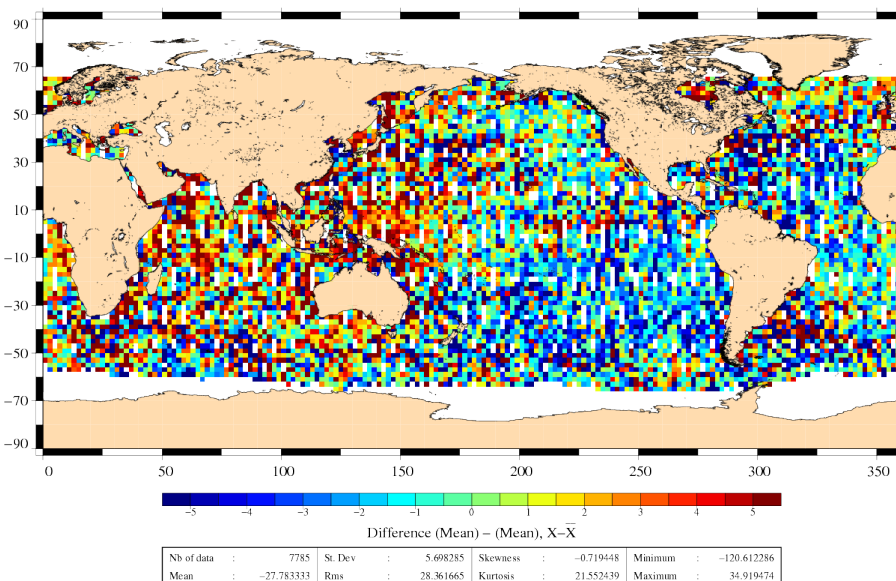 90
70
50
30
10
−10
−30
−50
−70
−90
0 50 100 150 200 250 300 350
−5 −4 −3 −2 −1 0 1 2 3 4 5
Difference (Mean) − (Mean), X−X̅
Nb of data : 7785 St. Dev : 5.698285 Skewness : −0.719448 Minimum : −120.612286
Mean : −27.783333 Rms : 28.361665 Kurtosis : 21.552439 Maximum : 34.919474